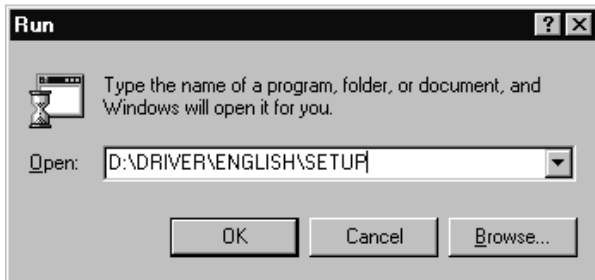 Run
Type the name of a program, folder, or document, and
Windows will open it for you.
Open: D:\DRIVER\ENGLISH\SETUP
OK Cancel Browse...